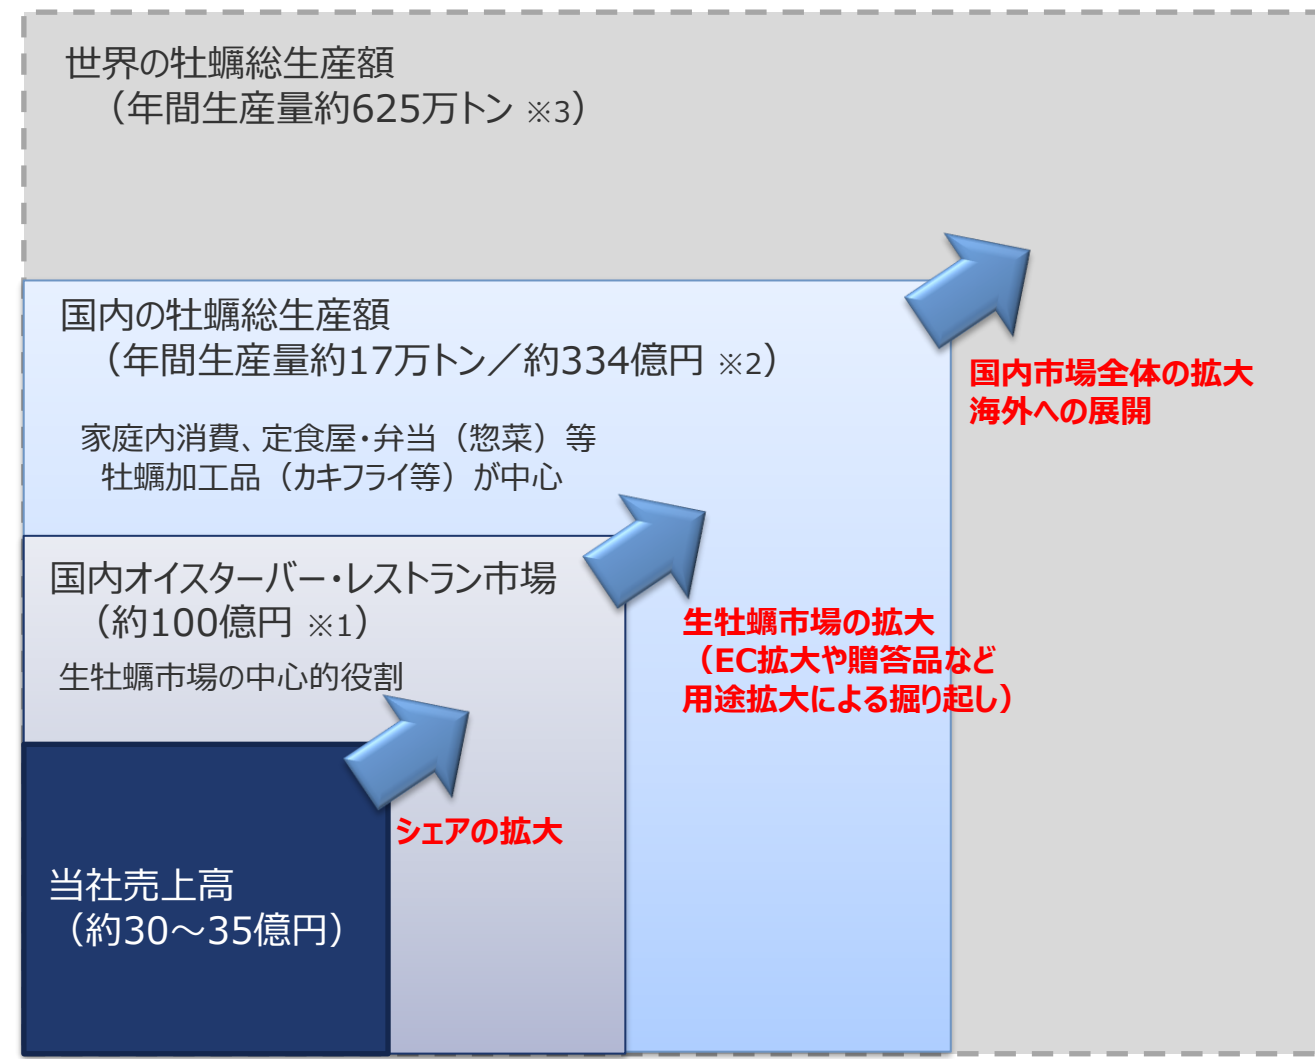 世界の牡蠣総生産額
（年間生産量約625万トン ※3）
国内の牡蠣総生産額
（年間生産量約17万トン／約334億円 ※2）
家庭内消費、定食屋・弁当（惣菜）等
牡蠣加工品（カキフライ等）が中心
国内市場全体の拡大
海外への展開
国内オイスターバー・レストラン市場
（約100億円 ※1）
生牡蠣市場の中心的役割
生牡蠣市場の拡大
（EC拡大や贈答品など
用途拡大による掘り起し）
シェアの拡大
当社売上高
（約30～35億円）